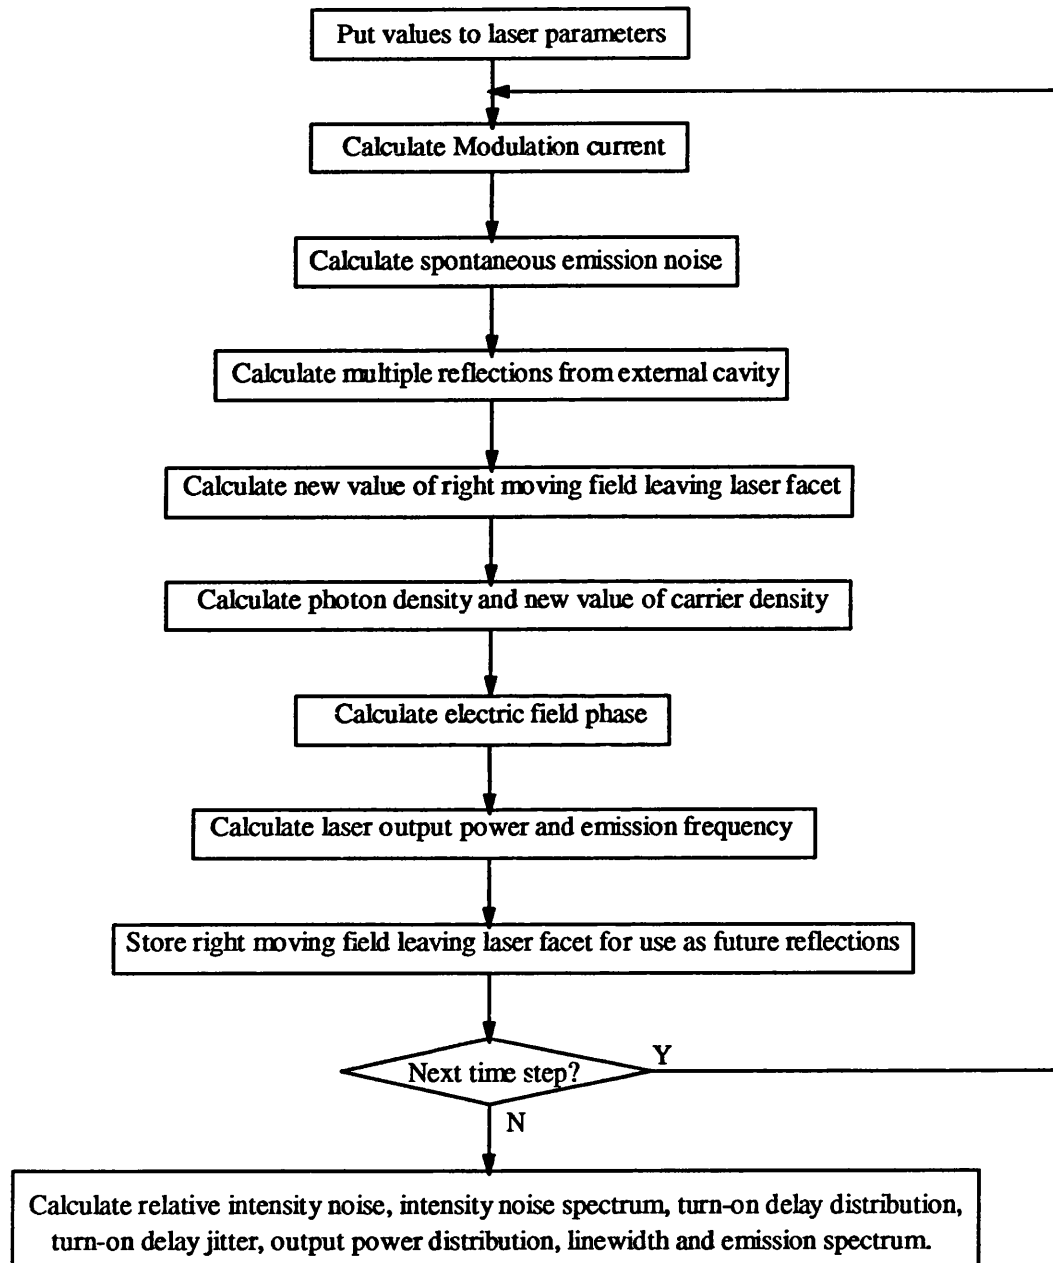 Put values to laser parameters
Calculate Modulation current
Calculate spontaneous emission noise
Calculate multiple reflections from external cavity
Calculate new value of right moving field leaving laser facet
Calculate photon density and new value of carrier density
Calculate electric field phase
Calculate laser output power and emission frequency
Store right moving field leaving laser facet for use as future reflections
Next time step?
Y
N
Calculate relative intensity noise, intensity noise spectrum, turn-on delay distribution,
turn-on delay jitter, output power distribution, linewidth and emission spectrum.